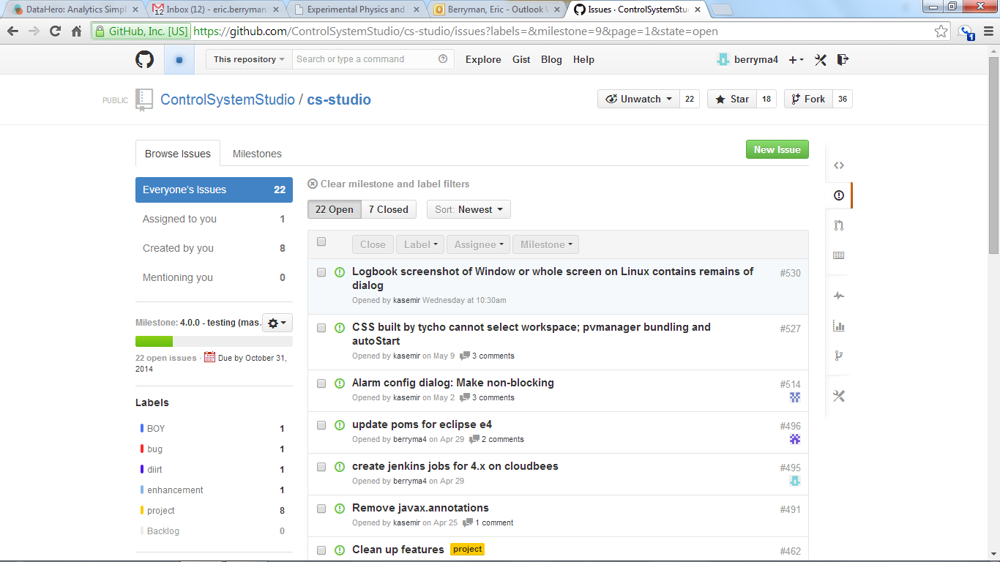 DataHero: Analytics Simpl
Inbox (12) - eric.berryman
Experimental Physics and
Berryman, Eric - Outlook
Issues · ControlSystemStu
GitHub, Inc. [US] https://github.com/ControlSystemStudio/cs-studio/issues?labels=&milestone=9&page=1&state=open
1
This repository Search or type a command Explore Gist Blog Help berryma4
PUBLIC ControlSystemStudio / cs-studio Unwatch 22 Star 18 Fork 36
Browse Issues Milestones New Issue
Everyone's Issues 22
Assigned to you 1
Created by you 8
Mentioning you 0
Milestone: 4.0.0 - testing (mas.
22 open issues · Due by October 31,
2014
Labels
BOY 1
bug 1
diirt 1
enhancement 1
project 8
Backlog 0
Clear milestone and label filters
22 Open 7 Closed Sort: Newest
Close Label Assignee Milestone
Logbook screenshot of Window or whole screen on Linux contains remains of #530
dialog
Opened by kasemir Wednesday at 10:30am
CSS built by tycho cannot select workspace; pvmanager bundling and #527
autoStart
Opened by kasemir on May 9 3 comments
Alarm config dialog: Make non-blocking #514
Opened by kasemir on May 2 3 comments
update poms for eclipse e4 #496
Opened by berryma4 on Apr 29 2 comments
create jenkins jobs for 4.x on cloudbees #495
Opened by berryma4 on Apr 29
Remove javax.annotations #491
Opened by kasemir on Apr 25 1 comment
Clean up features project #462